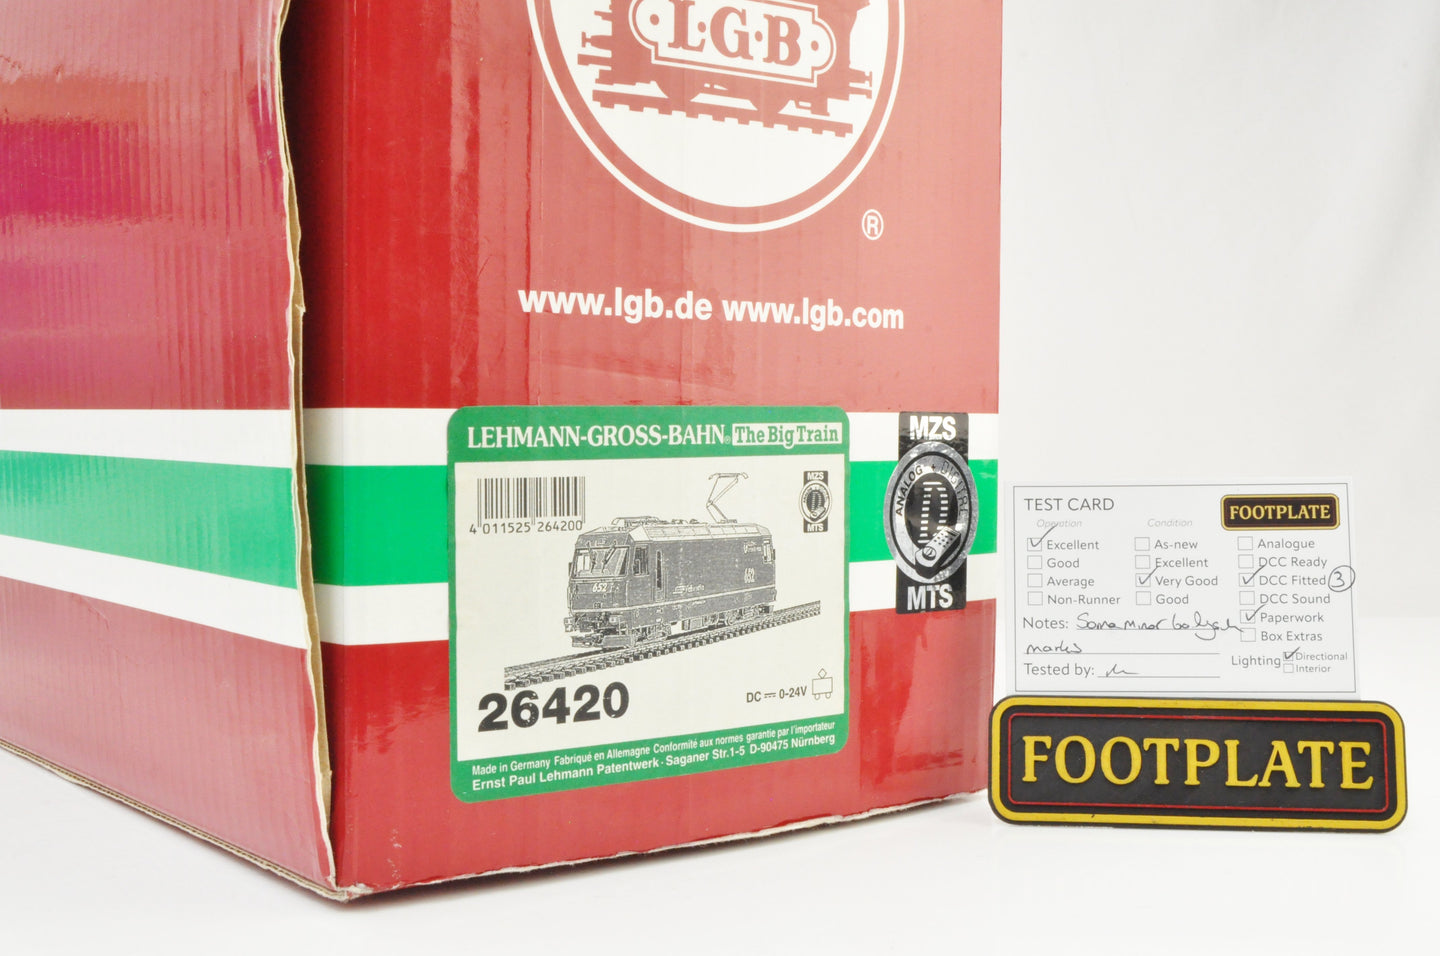 L·G·B
®
www.lgb.de www.lgb.com
LEHMANN-GROSS-BAHN® The Big Train
4 011525 264200
MZS
MTS
652
652
26420
DC 0-24V
Made in Germany Fabriqué en Allemagne Conformité aux normes garantie par l'importateur
Ernst Paul Lehmann Patentwerk · Saganer Str.1-5 D-90475 Nürnberg
MZS
ANALOG + DIGITAL
MTS
TEST CARD
FOOTPLATE
Operation
Excellent
Good
Average
Non-Runner
Condition
As-new
Excellent
Very Good
Good
Analogue
DCC Ready
DCC Fitted 3
DCC Sound
Paperwork
Box Extras
Notes: Some minor
marks
Lighting Directional
Interior
Tested by:
FOOTPLATE